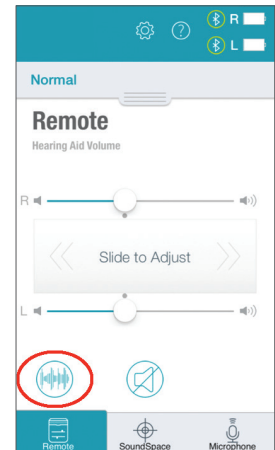 R
L
Normal
Remote
Hearing Aid Volume
R
Slide to Adjust
L
Remote
SoundSpace
Microphone